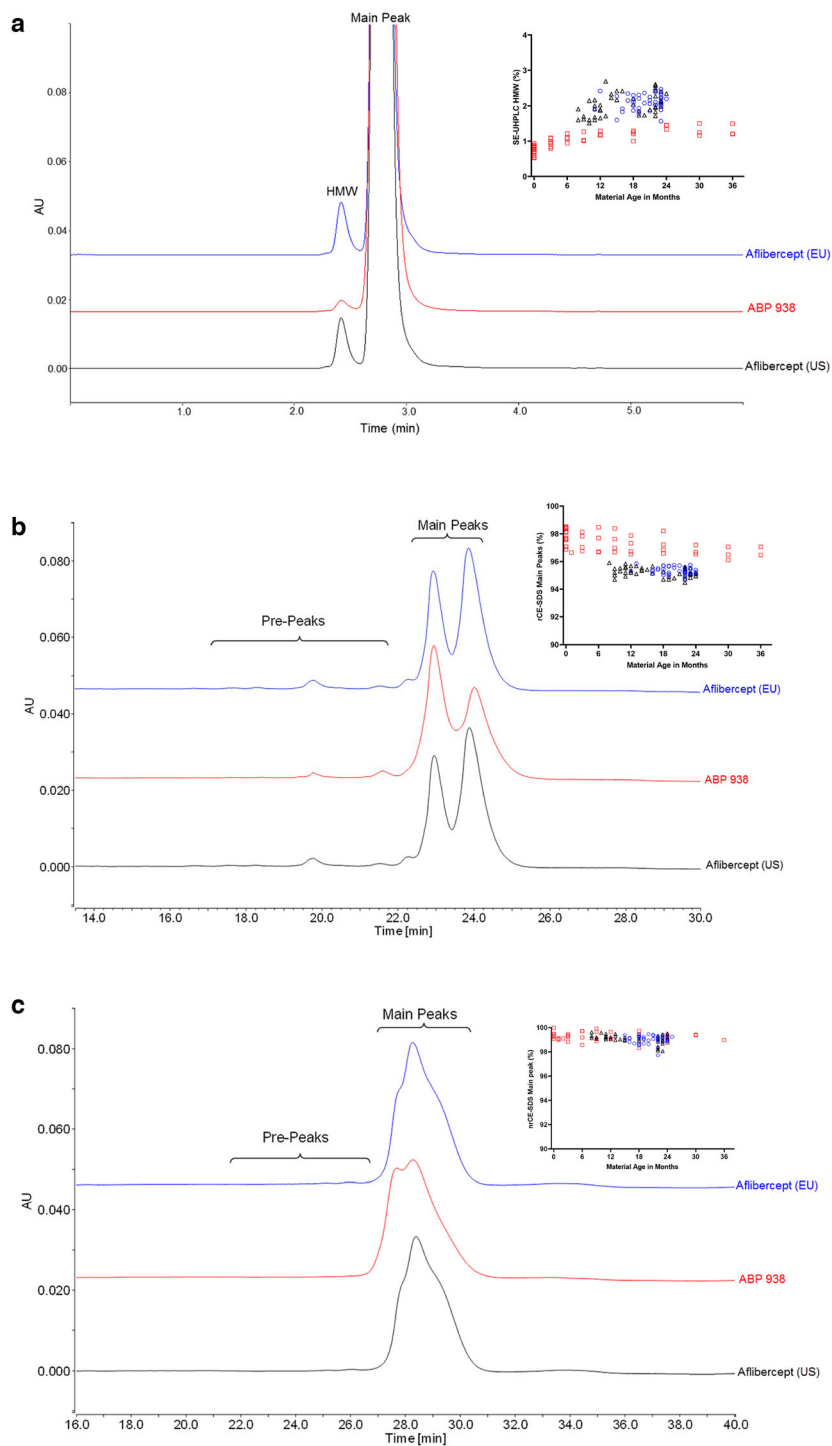 a
Main Peak
0.08
0.06
0.04
0.02
0.00
AU
HMW
1.0 2.0 3.0 4.0 5.0
Time (min)
Aflibercept (EU)
ABP 938
Aflibercept (US)
SE-UHPLC HMW (%)
4
3
2
1
0
0 6 12 18 24 30 36
Material Age in Months
b
Main Peaks
Pre-Peaks
0.080
0.060
0.040
0.020
0.000
AU
14.0 16.0 18.0 20.0 22.0 24.0 26.0 28.0 30.0
Time [min]
Aflibercept (EU)
ABP 938
Aflibercept (US)
rCE-SDS Main Peaks (%)
100
98
96
94
92
90
0 6 12 18 24 30 36
Material Age in Months
c
Main Peaks
Pre-Peaks
0.080
0.060
0.040
0.020
0.000
AU
16.0 18.0 20.0 22.0 24.0 26.0 28.0 30.0 32.0 34.0 36.0 38.0 40.0
Time [min]
Aflibercept (EU)
ABP 938
Aflibercept (US)
nrCE-SDS Main peak (%)
100
98
96
94
92
90
0 6 12 18 24 30 36
Material Age in Months